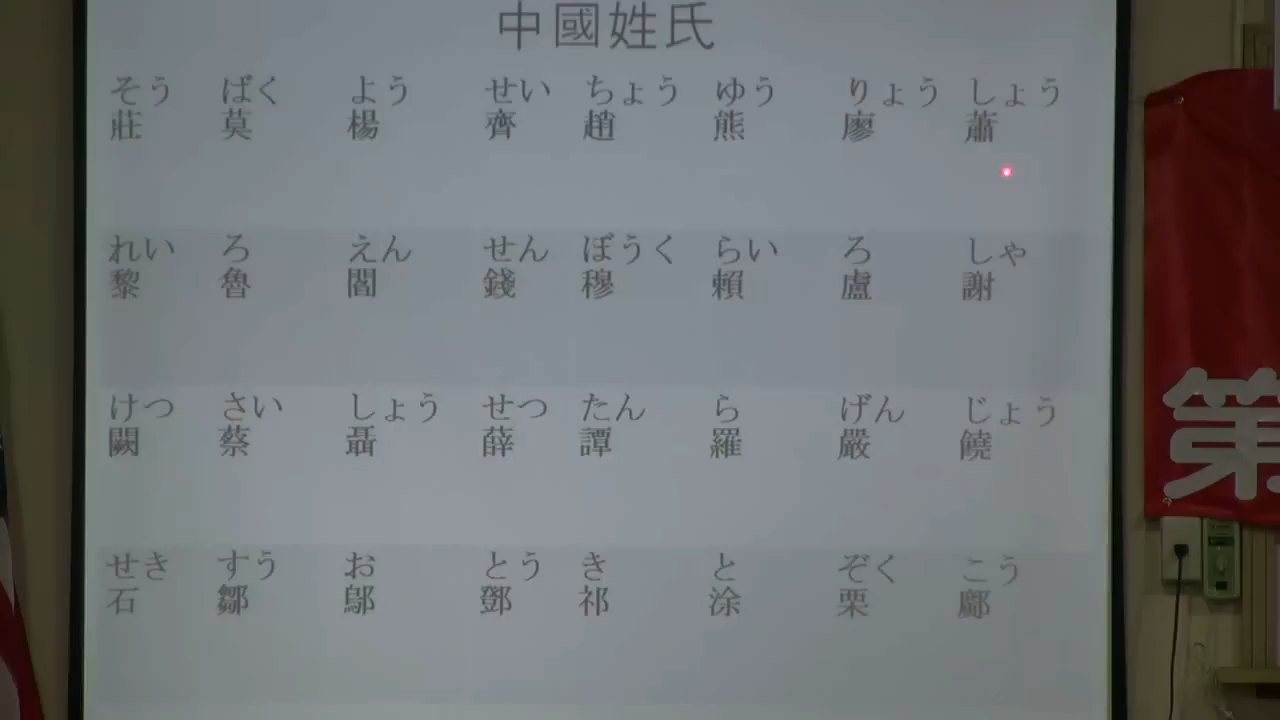 中國姓氏
そう ばく よう せい ちょう ゆう りょう しょう
莊 莫 楊 齊 趙 熊 廖 蕭
れい ろ えん せん ぼうく らい ろ しゃ
黎 魯 閻 錢 穆 賴 盧 謝
けつ さい しょう せつ たん ら げん じょう
闕 蔡 聶 薛 譚 羅 嚴 饒
せき すう お とう き と ぞく こう
石 鄒 鄔 鄧 祁 涂 栗 鄺
第